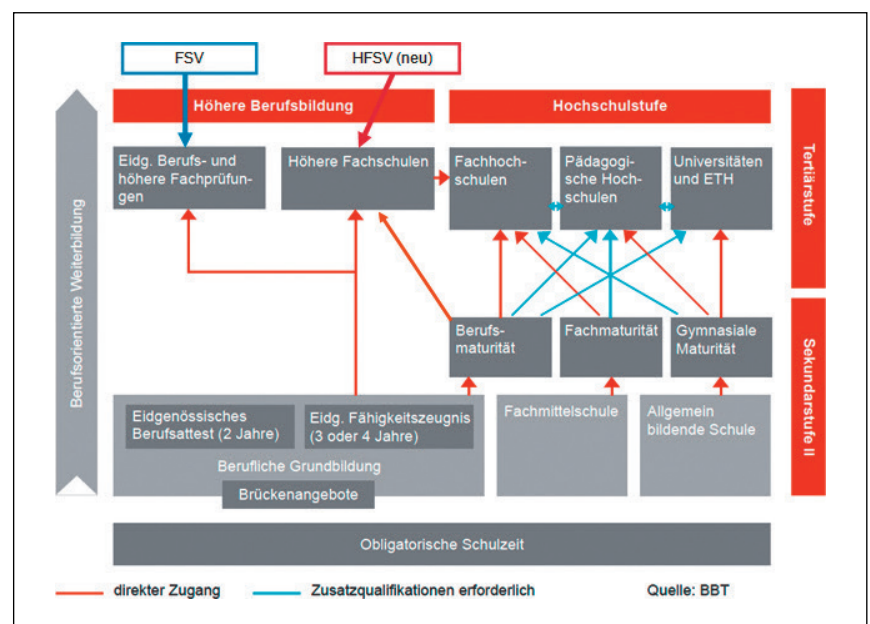 FSV
HFSV (neu)
Höhere Berufsbildung
Hochschulstufe
Eidg. Berufs- und
höhere Fachprüfun-
gen
Höhere Fachschulen
Fachhoch-
schulen
Pädagogi-
sche Hoch-
schulen
Universitäten
und ETH
Tertiärstufe
Berufsorientierte Weiterbildung
Berufs-
maturität
Fachmaturität
Gymnasiale
Maturität
Sekundarstufe II
Eidgenössisches
Berufsattest (2 Jahre)
Eidg. Fähigkeitszeugnis
(3 oder 4 Jahre)
Fachmittelschule
Allgemein
bildende Schule
Berufliche Grundbildung
Brückenangebote
Obligatorische Schulzeit
direkter Zugang
Zusatzqualifikationen erforderlich
Quelle: BBT